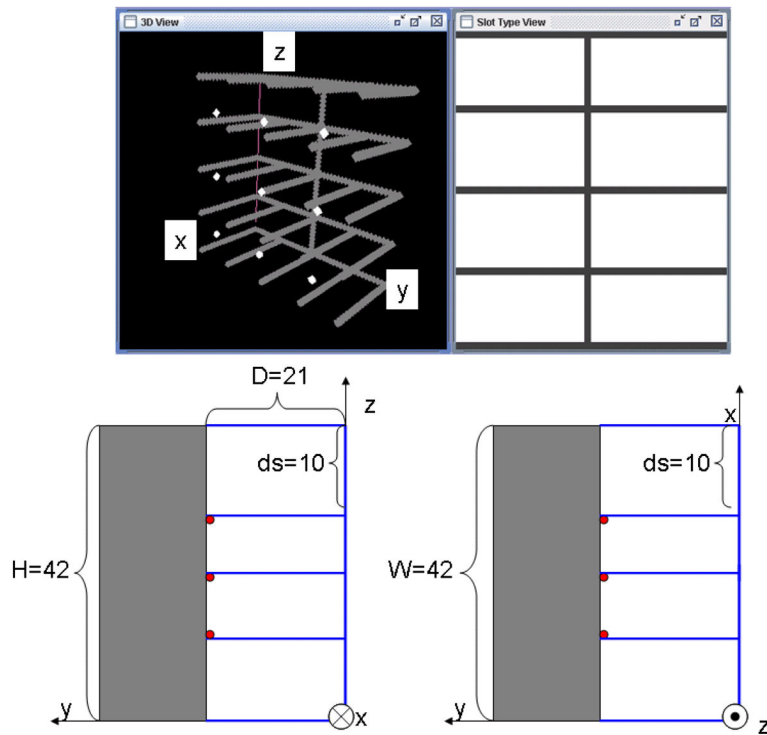 3D View
Slot Type View
z
x
y
D=21
z
x
ds=10
ds=10
H=42
W=42
y
x
y
z